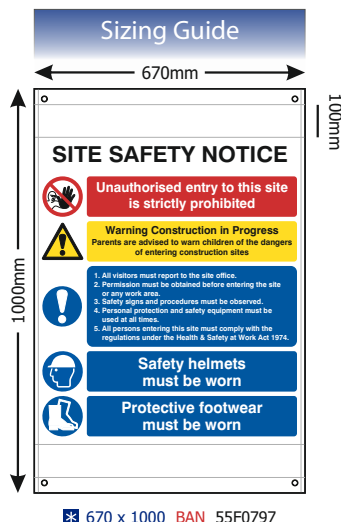 Sizing Guide
670mm
100mm
1000mm
SITE SAFETY NOTICE
Unauthorised entry to this site
is strictly prohibited
Warning Construction in Progress
Parents are advised to warn children of the dangers
of entering construction sites
1. All visitors must report to the site office.
2. Permission must be obtained before entering the site
or any work area.
3. Safety signs and procedures must be observed.
4. Personal protection and safety equipment must be
used at all times.
5. All persons entering this site must comply with the
regulations under the Health & Safety at Work Act 1974.
Safety helmets
must be worn
Protective footwear
must be worn
* 670 x 1000 BAN 55F0797